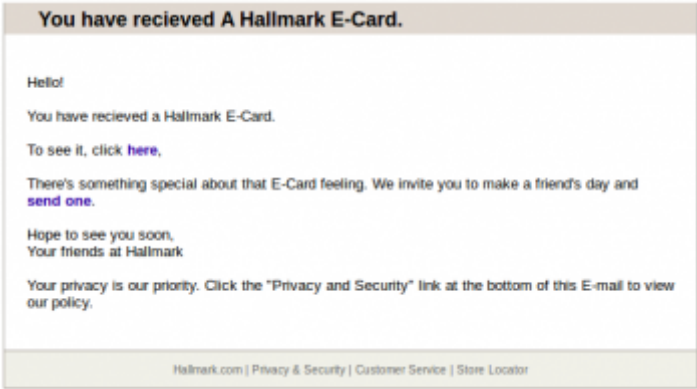 You have recieved A Hallmark E-Card.
Hello!
You have recieved a Hallmark E-Card.
To see it, click here,
There's something special about that E-Card feeling. We invite you to make a friend's day and
send one.
Hope to see you soon,
Your friends at Hallmark
Your privacy is our priority. Click the "Privacy and Security" link at the bottom of this E-mail to view
our policy.
Hallmark.com | Privacy & Security | Customer Service | Store Locator